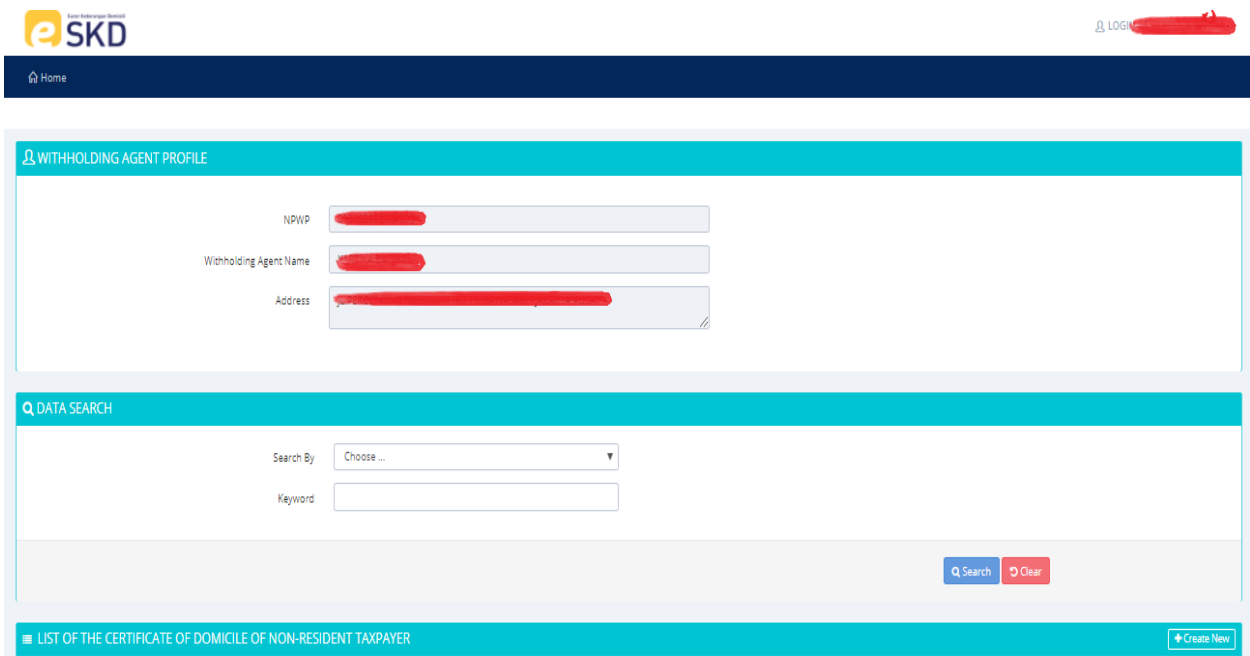 Surat Keterangan Domisili
eSKD
LOGIN
Home
WITHHOLDING AGENT PROFILE
NPWP
Withholding Agent Name
Address
DATA SEARCH
Search By Choose ...
Keyword
Search Clear
LIST OF THE CERTIFICATE OF DOMICILE OF NON-RESIDENT TAXPAYER +Create New